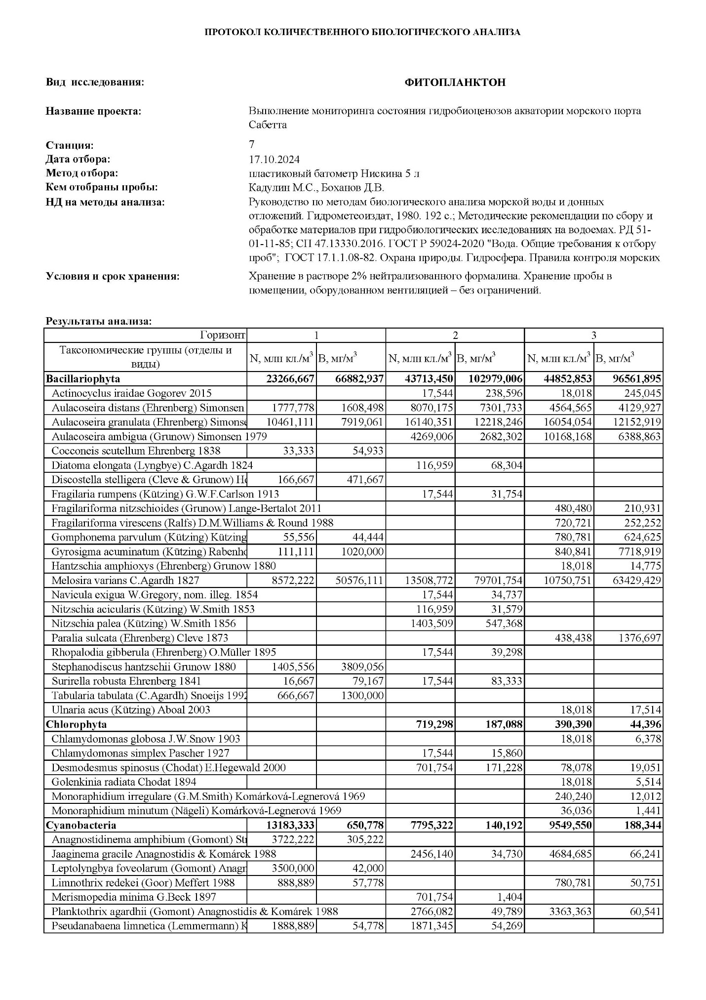 ПРОТОКОЛ КОЛИЧЕСТВЕННОГО БИОЛОГИЧЕСКОГО АНАЛИЗА
Вид исследования: ФИТОПЛАНКТОН
Название проекта: Выполнение мониторинга состояния гидробиоценозов акватории морского порта
Сабетта
Станция: 7
Дата отбора: 17.10.2024
Метод отбора: пластиковый батометр Нискина 5 л
Кем отобраны пробы: Кадулин М.С., Боханов Д.В.
НД на методы анализа: Руководство по методам биологического анализа морской воды и донных
отложений. Гидрометеоиздат, 1980. 192 с.; Методические рекомендации по сбору и
обработке материалов при гидробиологических исследованиях на водоемах. РД 51-
01-11-85; СП 47.13330.2016. ГОСТ Р 59024-2020 "Вода. Общие требования к отбору
проб"; ГОСТ 17.1.1.08-82. Охрана природы. Гидросфера. Правила контроля морских
Условия и срок хранения: Хранение в растворе 2% нейтрализованного формалина. Хранение пробы в
помещении, оборудованном вентиляцией – без ограничений.
Результаты анализа:
Горизонт 1 2 3
Таксономические группы (отделы и
виды) N, млн кл./м³ B, мг/м³ N, млн кл./м³ B, мг/м³ N, млн кл./м³ B, мг/м³
Bacillariophyta 23266,667 66882,937 43713,450 102979,006 44852,853 96561,895
Actinocyclus iraidae Gogorev 2015 17,544 238,596 18,018 245,045
Aulacoseira distans (Ehrenberg) Simonsen 1777,778 1608,498 8070,175 7301,733 4564,565 4129,927
Aulacoseira granulata (Ehrenberg) Simonse 10461,111 7919,061 16140,351 12218,246 16054,054 12152,919
Aulacoseira ambigua (Grunow) Simonsen 1979 4269,006 2682,302 10168,168 6388,863
Cocconeis scutellum Ehrenberg 1838 33,333 54,933
Diatoma elongata (Lyngbye) C.Agardh 1824 116,959 68,304
Discostella stelligera (Cleve & Grunow) Ho 166,667 471,667
Fragilaria rumpens (Kützing) G.W.F.Carlson 1913 17,544 31,754
Fragilariforma nitzschioides (Grunow) Lange-Bertalot 2011 480,480 210,931
Fragilariforma virescens (Ralfs) D.M.Williams & Round 1988 720,721 252,252
Gomphonema parvulum (Kützing) Kützing 55,556 44,444 780,781 624,625
Gyrosigma acuminatum (Kützing) Rabenho 111,111 1020,000 840,841 7718,919
Hantzschia amphioxys (Ehrenberg) Grunow 1880 18,018 14,775
Melosira varians C.Agardh 1827 8572,222 50576,111 13508,772 79701,754 10750,751 63429,429
Navicula exigua W.Gregory, nom. illeg. 1854 17,544 34,737
Nitzschia acicularis (Kützing) W.Smith 1853 116,959 31,579
Nitzschia palea (Kützing) W.Smith 1856 1403,509 547,368
Paralia sulcata (Ehrenberg) Cleve 1873 438,438 1376,697
Rhopalodia gibberula (Ehrenberg) O.Müller 1895 17,544 39,298
Stephanodiscus hantzschii Grunow 1880 1405,556 3809,056
Surirella robusta Ehrenberg 1841 16,667 79,167 17,544 83,333
Tabularia tabulata (C.Agardh) Snoeijs 1992 666,667 1300,000
Ulnaria acus (Kützing) Aboal 2003 18,018 17,514
Chlorophyta 719,298 187,088 390,390 44,396
Chlamydomonas globosa J.W.Snow 1903 18,018 6,378
Chlamydomonas simplex Pascher 1927 17,544 15,860
Desmodesmus spinosus (Chodat) E.Hegewald 2000 701,754 171,228 78,078 19,051
Golenkinia radiata Chodat 1894 18,018 5,514
Monoraphidium irregulare (G.M.Smith) Komárková-Legnerová 1969 240,240 12,012
Monoraphidium minutum (Nägeli) Komárková-Legnerová 1969 36,036 1,441
Cyanobacteria 13183,333 650,778 7795,322 140,192 9549,550 188,344
Anagnostidinema amphibium (Gomont) Str 3722,222 305,222
Jaaginema gracile Anagnostidis & Komárek 1988 2456,140 34,730 4684,685 66,241
Leptolyngbya foveolarum (Gomont) Anagn 3500,000 42,000
Limnothrix redekei (Goor) Meffert 1988 888,889 57,778 780,781 50,751
Merismopedia minima G.Beck 1897 701,754 1,404
Planktothrix agardhii (Gomont) Anagnostidis & Komárek 1988 2766,082 49,789 3363,363 60,541
Pseudanabaena limnetica (Lemmermann) K 1888,889 54,778 1871,345 54,269